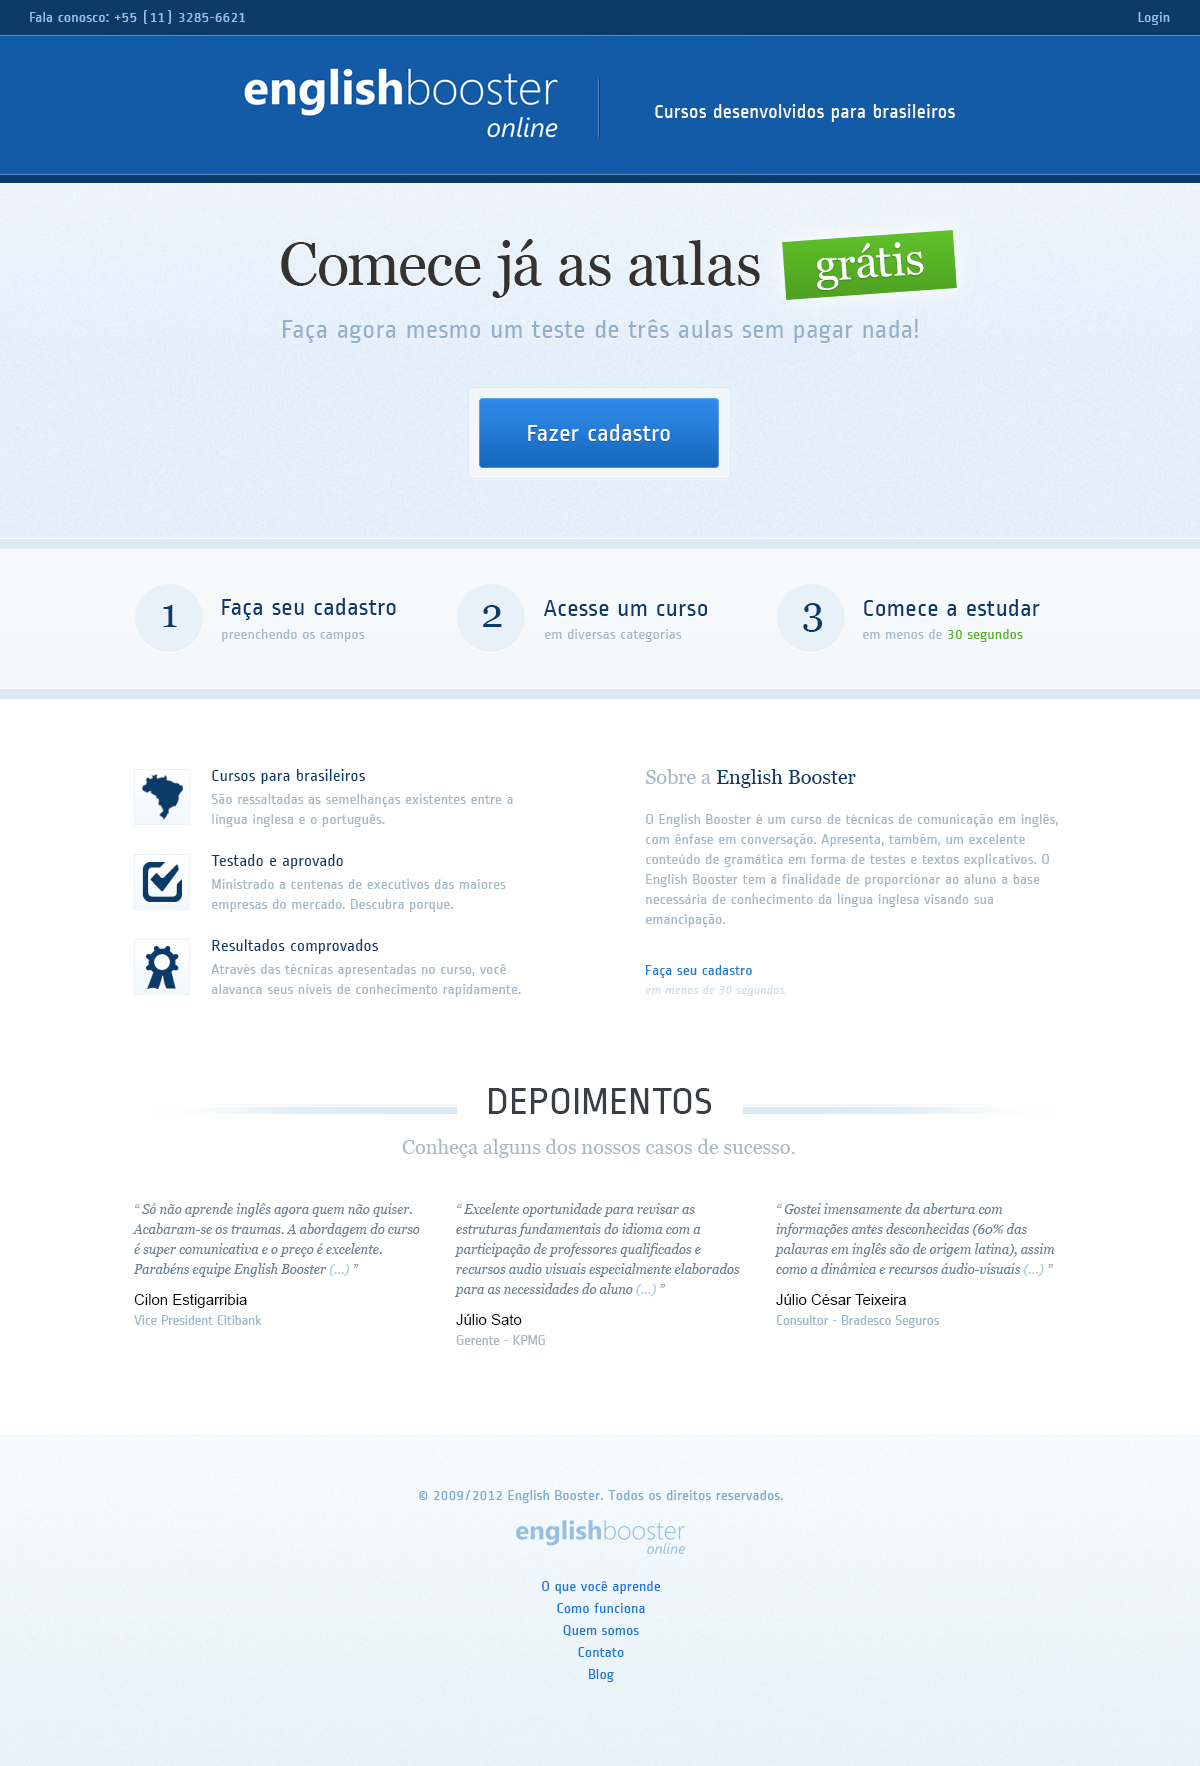 Fala conosco: +55 [11] 3285-6621
Login
englishbooster
online
Cursos desenvolvidos para brasileiros
Comece já as aulas grátis
Faça agora mesmo um teste de três aulas sem pagar nada!
Fazer cadastro
1
Faça seu cadastro
preenchendo os campos
2
Acesse um curso
em diversas categorias
3
Comece a estudar
em menos de 30 segundos
Cursos para brasileiros
São ressaltadas as semelhanças existentes entre a
língua inglesa e o português.
Testado e aprovado
Ministrado a centenas de executivos das maiores
empresas do mercado. Descubra porque.
Resultados comprovados
Através das técnicas apresentadas no curso, você
alavanca seus níveis de conhecimento rapidamente.
Sobre a English Booster
O English Booster è um curso de técnicas de comunicação em inglês,
com ênfase em conversação. Apresenta, também, um excelente
conteúdo de gramática em forma de testes e textos explicativos. O
English Booster tem a finalidade de proporcionar ao aluno a base
necessária de conhecimento da língua inglesa visando sua
emancipação.
Faça seu cadastro
em menos de 30 segundos.
DEPOIMENTOS
Conheça alguns dos nossos casos de sucesso.
“ Só não aprende inglês agora quem não quiser.
Acabaram-se os traumas. A abordagem do curso
é super comunicativa e o preço é excelente.
Parabéns equipe English Booster (...) ”
Cilon Estigarribia
Vice President Citibank
“ Excelente oportunidade para revisar as
estruturas fundamentais do idioma com a
participação de professores qualificados e
recursos audio visuais especialmente elaborados
para as necessidades do aluno (...) ”
Júlio Sato
Gerente - KPMG
“ Gostei imensamente da abertura com
informações antes desconhecidas (60% das
palavras em inglês são de origem latina), assim
como a dinâmica e recursos áudio-visuais (...) ”
Júlio César Teixeira
Consultor - Bradesco Seguros
© 2009/2012 English Booster. Todos os direitos reservados.
englishbooster
online
O que você aprende
Como funciona
Quem somos
Contato
Blog